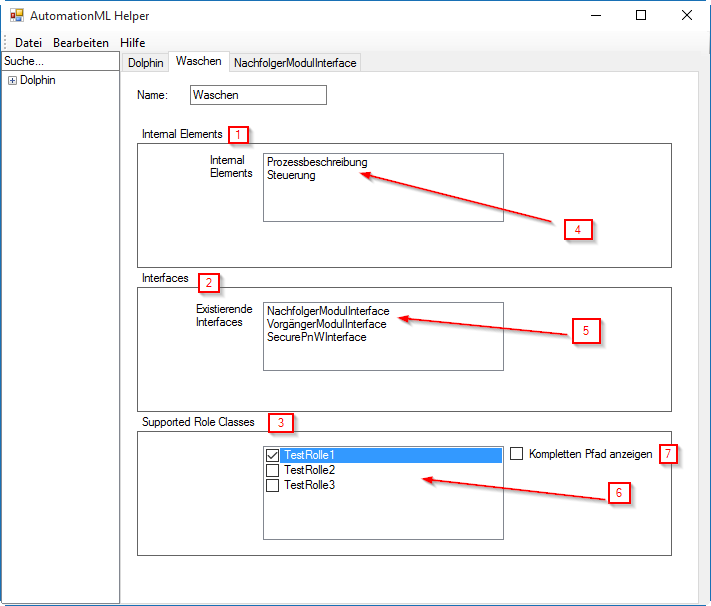 AutomationML Helper
Datei Bearbeiten Hilfe
Suche...
Dolphin
Dolphin Waschen NachfolgerModulInterface
Name: Waschen
Internal Elements 1
Internal
Elements
Prozessbeschreibung
Steuerung
4
Interfaces 2
Existierende
Interfaces
NachfolgerModulInterface
VorgängerModulInterface
SecurePnWInterface
5
Supported Role Classes 3
TestRolle1
TestRolle2
TestRolle3
Kompletten Pfad anzeigen 7
6